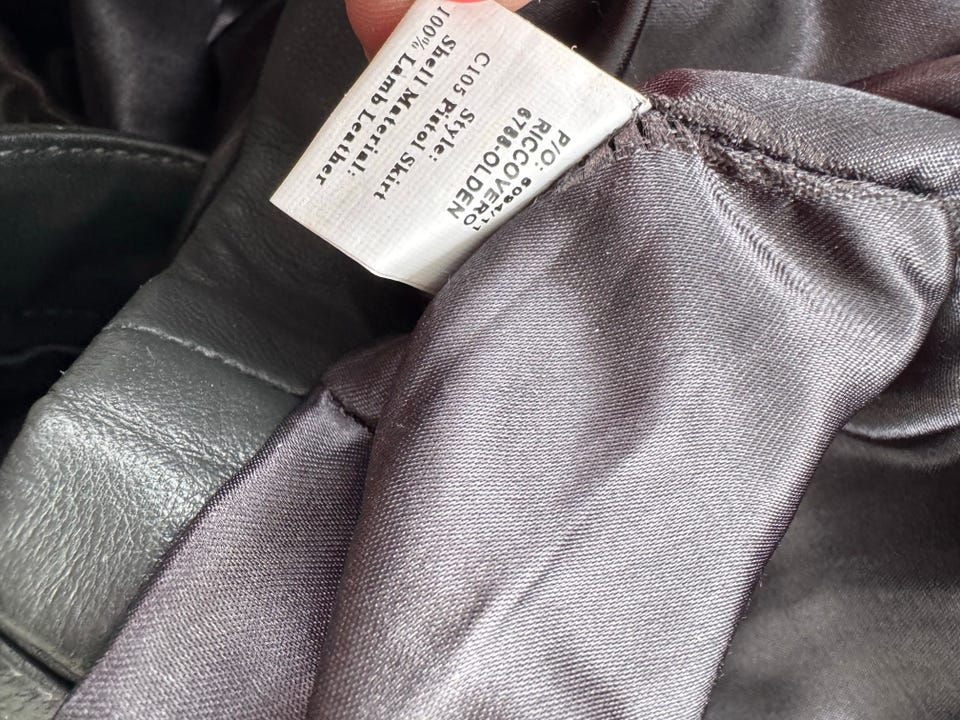 P/O:
RICCOVERO
6788-OLDEN
Style:
C105 Pistol Skirt
Shell Material:
100% Lamb Leather